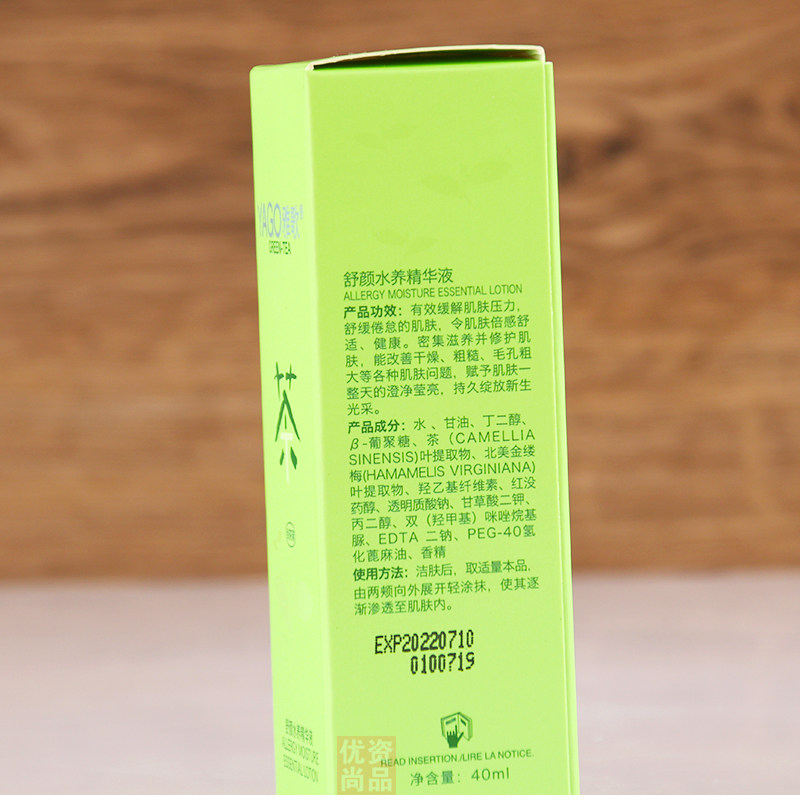 YAGO雅歌
GREEN-TEA
茶
舒颜水养精华液
ALLERGY MOISTURE
ESSENTIAL LOTION
舒颜水养精华液
ALLERGY MOISTURE ESSENTIAL LOTION
产品功效：有效缓解肌肤压力，
舒缓倦怠的肌肤，令肌肤倍感舒
适、健康。密集滋养并修护肌
肤，能改善干燥、粗糙、毛孔粗
大等各种肌肤问题，赋予肌肤一
整天的澄净莹亮，持久绽放新生
光采。
产品成分：水 、甘油、丁二醇、
β-葡聚糖、茶（CAMELLIA
SINENSIS)叶提取物、北美金缕
梅(HAMAMELIS VIRGINIANA)
叶提取物、羟乙基纤维素、红没
药醇、透明质酸钠、甘草酸二钾、
丙二醇、双（羟甲基）咪唑烷基
脲、EDTA 二钠、PEG-40氢
化蓖麻油、香精
使用方法：洁肤后，取适量本品，
由两颊向外展开轻涂抹，使其逐
渐渗透至肌肤内。
EXP20220710
0100719
READ INSERTION./LIRE LA NOTICE.
净含量：40ml
优资
尚品